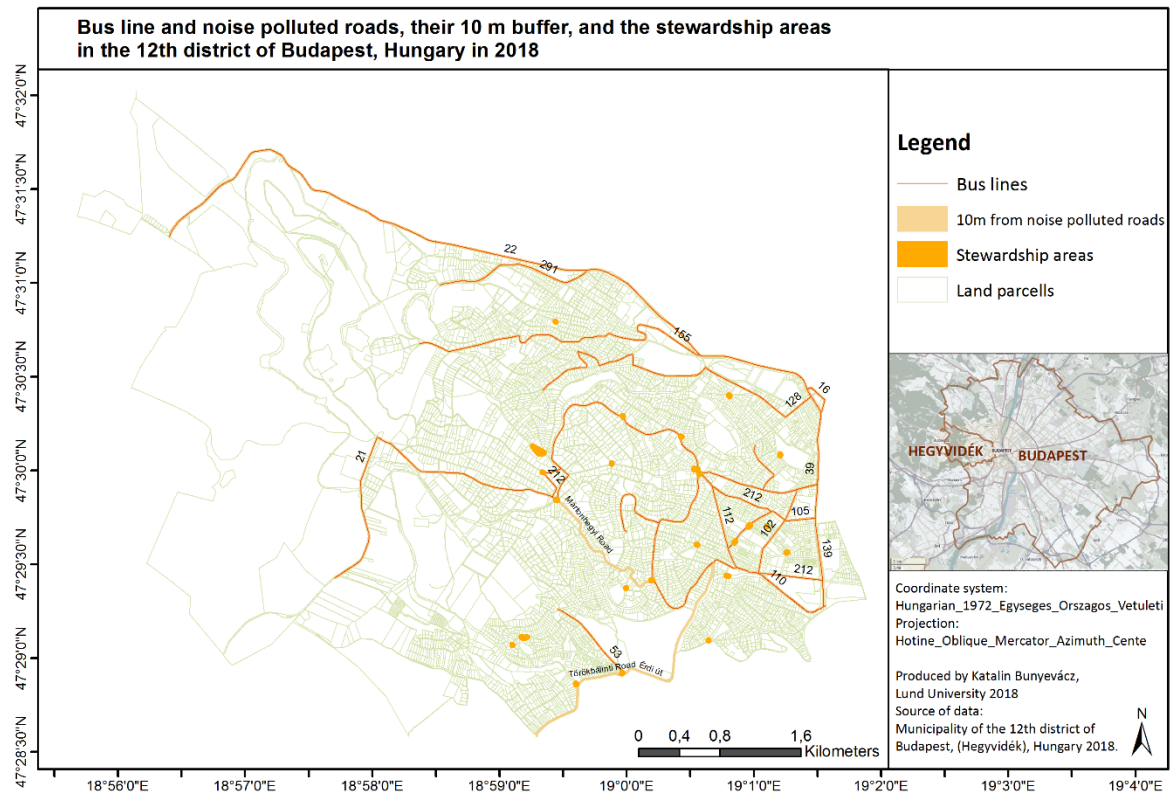 Bus line and noise polluted roads, their 10 m buffer, and the stewardship areas
in the 12th district of Budapest, Hungary in 2018
47°32'0"N
47°31'30"N
47°31'0"N
47°30'30"N
47°30'0"N
47°29'30"N
47°29'0"N
47°28'30"N
22
291
155
16
128
21
212
39
212
112
102
105
139
212
110
53
Mártonhegyi Road
Törökbálinti Road Érdi út
0 0,4 0,8 1,6
Kilometers
18°56'0"E 18°57'0"E 18°58'0"E 18°59'0"E 19°0'0"E 19°1'0"E 19°2'0"E 19°3'0"E 19°4'0"E
Legend
Bus lines
10m from noise polluted roads
Stewardship areas
Land parcells
HEGYVIDÉK
BUDAPEST
BUDAPEST
Coordinate system:
Hungarian_1972_Egyseges_Orszagos_Vetuleti
Projection:
Hotine_Oblique_Mercator_Azimuth_Cente
Produced by Katalin Bunyevácz,
Lund University 2018
Source of data:
Municipality of the 12th district of
Budapest, (Hegyvidék), Hungary 2018.
N